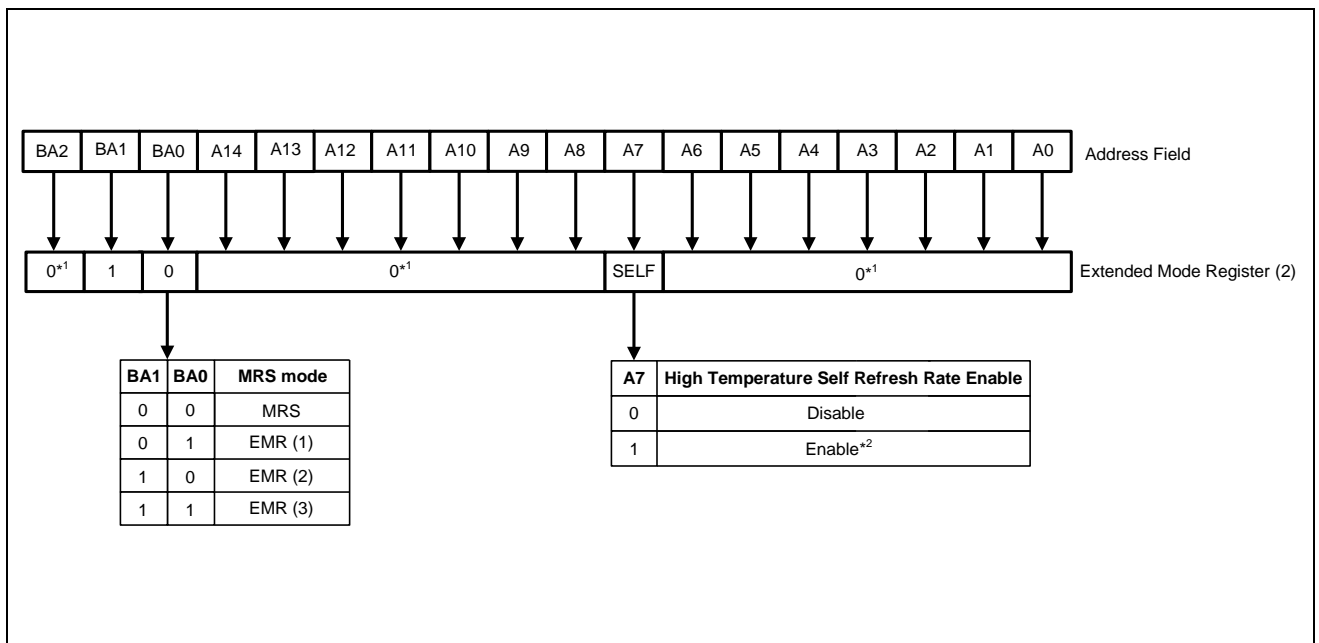 BA2 BA1 BA0 A14 A13 A12 A11 A10 A9 A8 A7 A6 A5 A4 A3 A2 A1 A0 Address Field
0*1 1 0 0*1 SELF 0*1 Extended Mode Register (2)
BA1 BA0 MRS mode
0 0 MRS
0 1 EMR (1)
1 0 EMR (2)
1 1 EMR (3)
A7 High Temperature Self Refresh Rate Enable
0 Disable
1 Enable*2